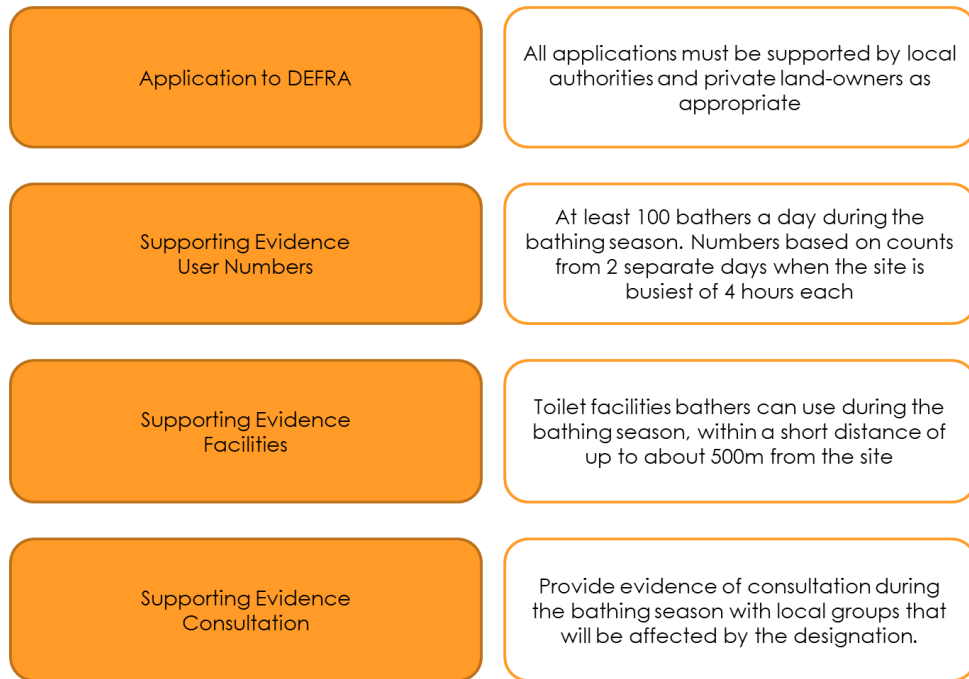 Application to DEFRA
All applications must be supported by local
authorities and private land-owners as
appropriate
Supporting Evidence
User Numbers
At least 100 bathers a day during the
bathing season. Numbers based on counts
from 2 separate days when the site is
busiest of 4 hours each
Supporting Evidence
Facilities
Toilet facilities bathers can use during the
bathing season, within a short distance of
up to about 500m from the site
Supporting Evidence
Consultation
Provide evidence of consultation during
the bathing season with local groups that
will be affected by the designation.